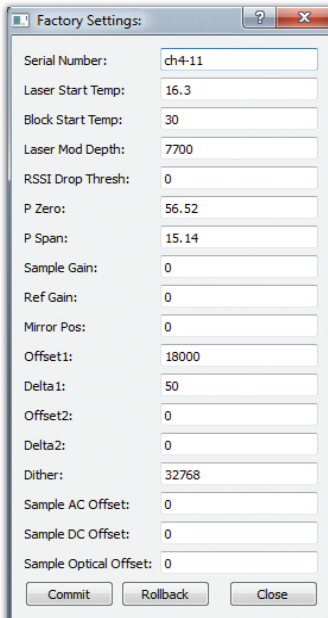 Factory Settings:
Serial Number: ch4-11
Laser Start Temp: 16.3
Block Start Temp: 30
Laser Mod Depth: 7700
RSSI Drop Thresh: 0
P Zero: 56.52
P Span: 15.14
Sample Gain: 0
Ref Gain: 0
Mirror Pos: 0
Offset1: 18000
Delta1: 50
Offset2: 0
Delta2: 0
Dither: 32768
Sample AC Offset: 0
Sample DC Offset: 0
Sample Optical Offset: 0
Commit Rollback Close